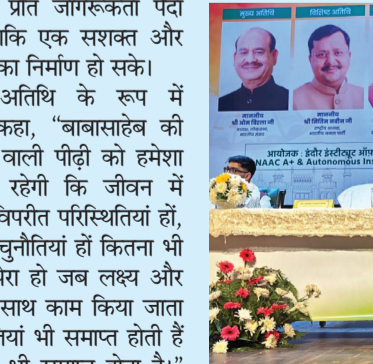 प्रति जागरूकता पैदा
कि एक सशक्त और
का निर्माण हो सके।
अतिथि के रूप में
कहा, “बाबासाहेब की
वाली पीढ़ी को हमेशा
रहेगी कि जीवन में
विपरीत परिस्थितियां हों,
चुनौतियां हों कितना भी
हो जब लक्ष्य और
साथ काम किया जाता
भी समाप्त होती हैं
मुख्य अतिथि
विशिष्ट अतिथि
माननीय
श्री ओम बिरला जी
माननीय
श्री नितिन नवीन जी
आयोजक : इंदौर इंस्टीट्यूट ऑफ़
NAAC A+ & Autonomous Ins